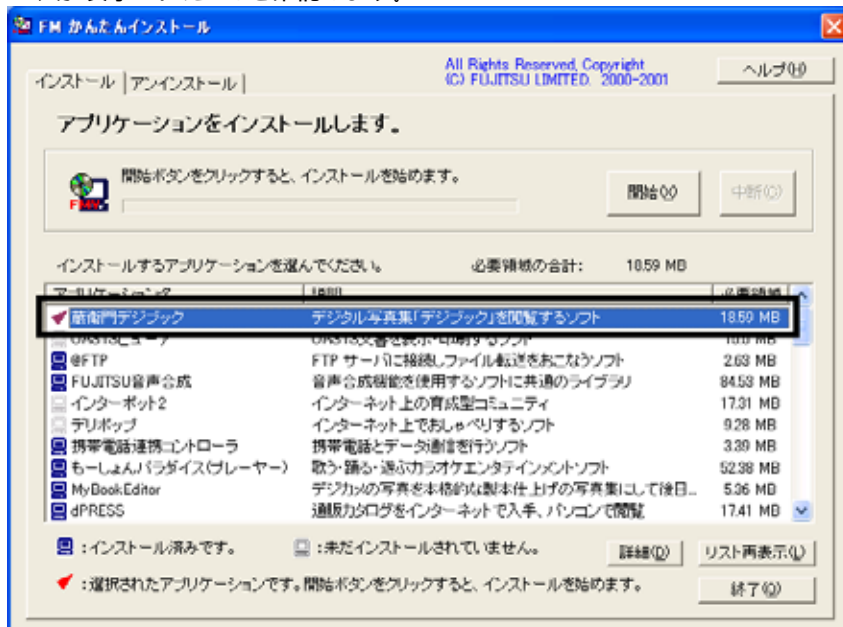 FM かんたんインストール
インストール アンインストール
All Rights Reserved, Copyright
(C) FUJITSU LIMITED. 2000-2001
ヘルプ(H)
アプリケーションをインストールします。
開始ボタンをクリックすると、インストールを始めます。
開始(X) 中断(C)
インストールするアプリケーションを選んでください。 必要領域の合計: 18.59 MB
蔵衛門デジブック デジタル写真集「デジブック」を閲覧するソフト 18.59 MB
@FTP FTP サーバに接続しファイル転送をおこなうソフト 2.63 MB
FUJITSU音声合成 音声合成機能を使用するソフトに共通のライブラリ 84.53 MB
インターポット2 インターネット上の育成型コミュニティ 17.31 MB
デリポップ インターネット上でおしゃべりするソフト 9.28 MB
携帯電話連携コントローラ 携帯電話とデータ通信を行うソフト 3.39 MB
もーしょんパラダイス(プレーヤー) 歌う・踊る・遊ぶカラオケエンタテインメントソフト 52.38 MB
MyBookEditor デジカメの写真を本格的な製本仕上げの写真集にして後日... 5.36 MB
dPRESS 通販カタログをインターネットで入手、パソコンで閲覧 17.41 MB
:インストール済みです。 :未だインストールされていません。 詳細(D) リスト再表示(L)
:選択されたアプリケーションです。開始ボタンをクリックすると、インストールを始めます。
終了(Q)